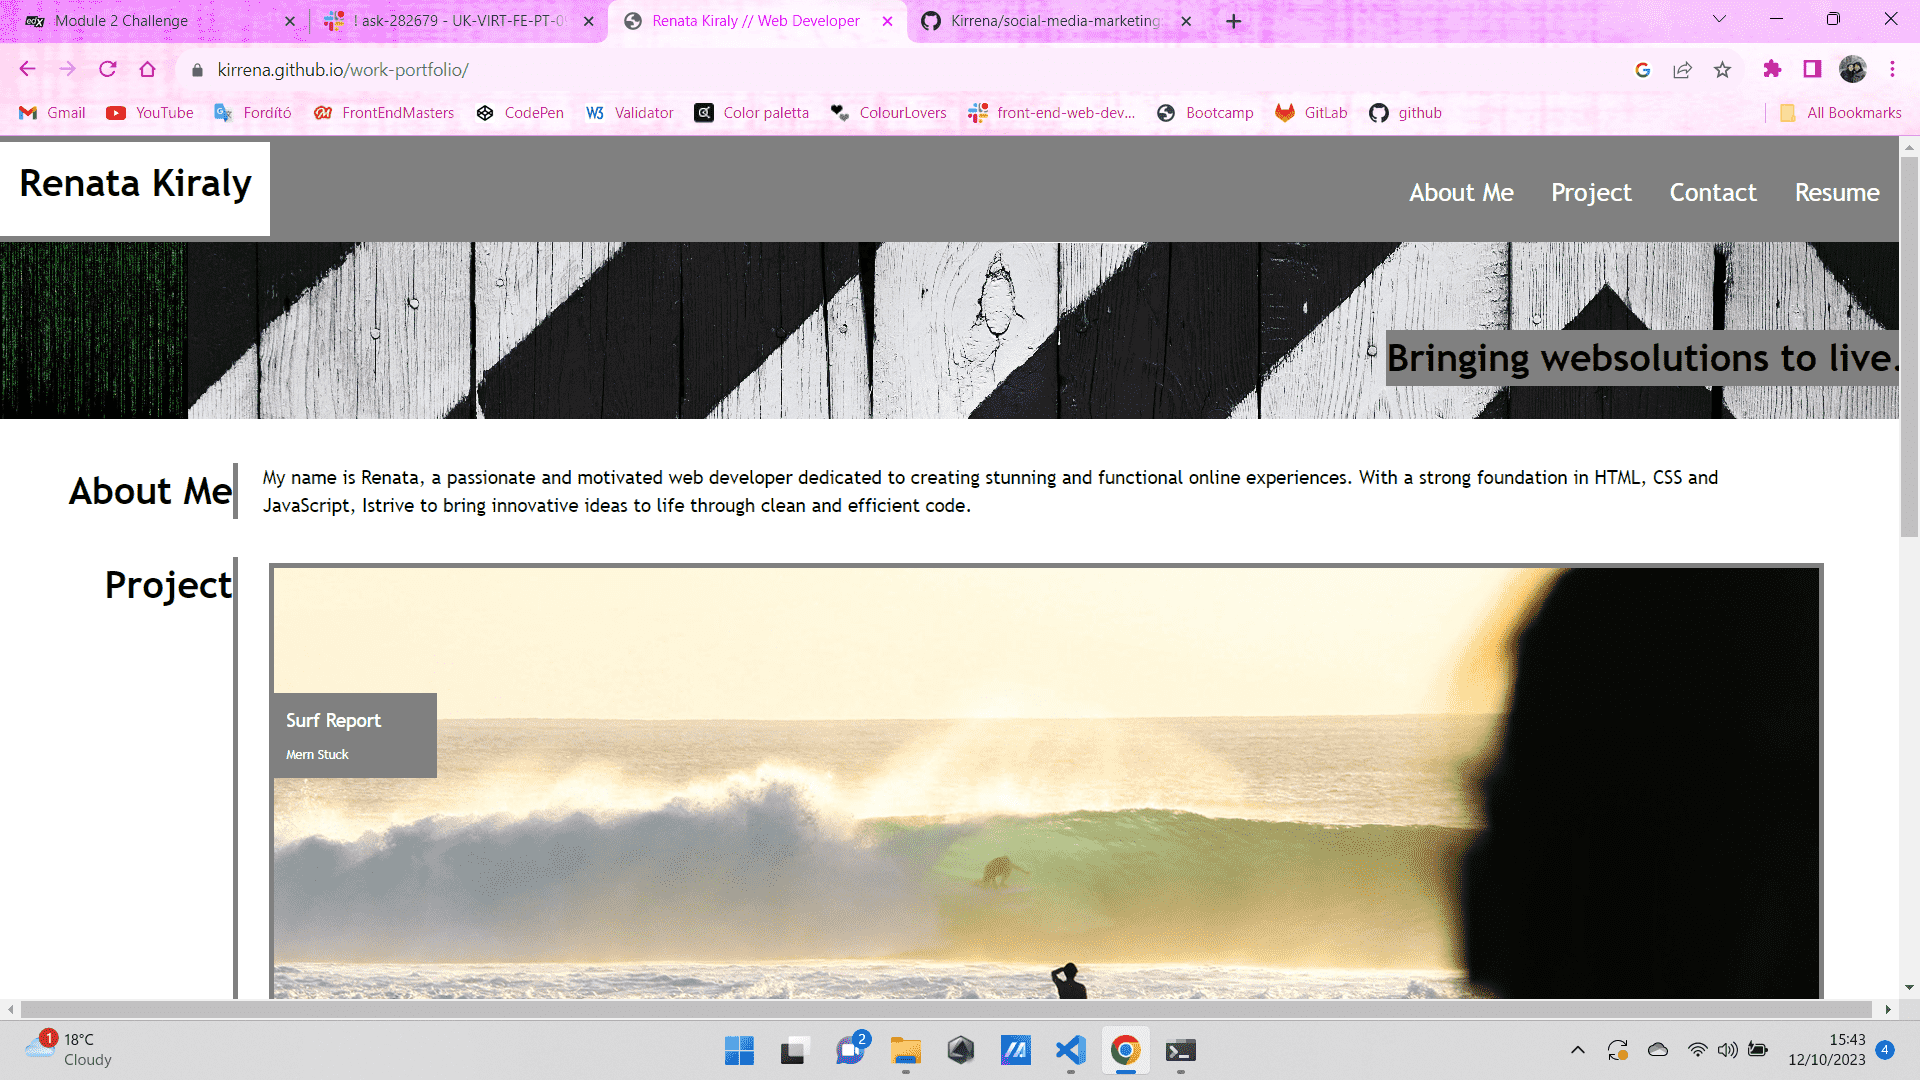 edX Module 2 Challenge
! ask-282679 - UK-VIRT-FE-PT-09
Renata Kiraly // Web Developer
Kirrena/social-media-marketing
kirrena.github.io/work-portfolio/
Gmail
YouTube
Fordító
FrontEndMasters
CodePen
Validator
Color paletta
ColourLovers
front-end-web-dev...
Bootcamp
GitLab
github
All Bookmarks
Renata Kiraly
About Me
Project
Contact
Resume
Bringing websolutions to live.
About Me
My name is Renata, a passionate and motivated web developer dedicated to creating stunning and functional online experiences. With a strong foundation in HTML, CSS and
JavaScript, Istrive to bring innovative ideas to life through clean and efficient code.
Project
Surf Report
Mern Stuck
1
18°C
Cloudy
2
15:43
12/10/2023
4